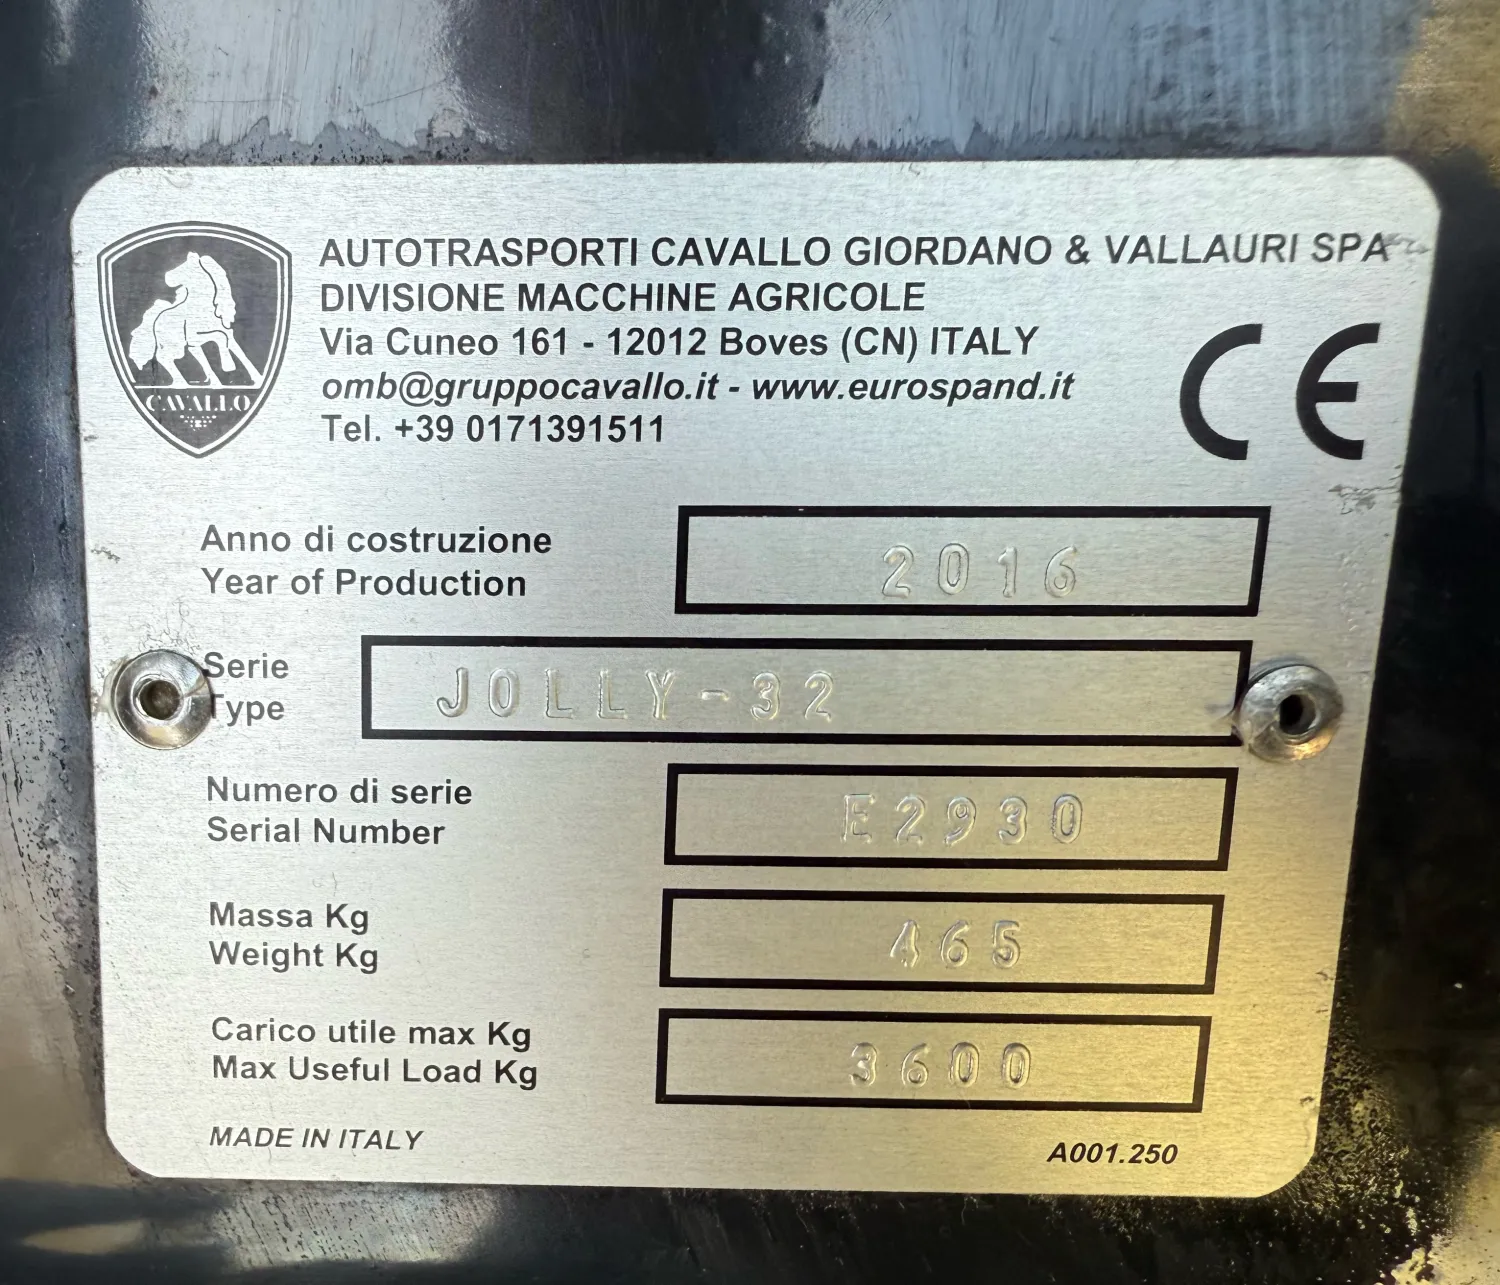 AUTOTRASPORTI CAVALLO GIORDANO & VALLAURI SPA
DIVISIONE MACCHINE AGRICOLE
Via Cuneo 161 - 12012 Boves (CN) ITALY
omb@gruppocavallo.it - www.eurospand.it
Tel. +39 0171391511
CAVALLO
CE
Anno di costruzione
Year of Production
2016
Serie
Type
JOLLY-32
Numero di serie
Serial Number
E2930
Massa Kg
Weight Kg
465
Carico utile max Kg
Max Useful Load Kg
3600
MADE IN ITALY
A001.250